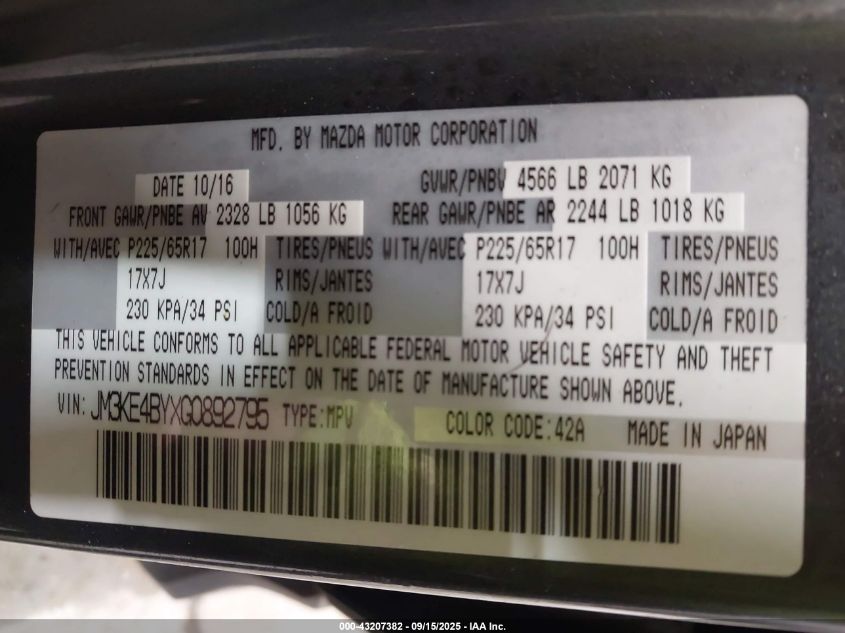 MFD. BY MAZDA MOTOR CORPORATION
DATE 10/16 GVWR/PNBV 4566 LB 2071 KG
FRONT GAWR/PNBE AV 2328 LB 1056 KG REAR GAWR/PNBE AR 2244 LB 1018 KG
WITH/AVEC P225/65R17 100H TIRES/PNEUS WITH/AVEC P225/65R17 100H TIRES/PNEUS
17X7J RIMS/JANTES 17X7J RIMS/JANTES
230 KPA/34 PSI COLD/A FROID 230 KPA/34 PSI COLD/A FROID
THIS VEHICLE CONFORMS TO ALL APPLICABLE FEDERAL MOTOR VEHICLE SAFETY AND THEFT
PREVENTION STANDARDS IN EFFECT ON THE DATE OF MANUFACTURE SHOWN ABOVE.
VIN: JM3KE4BYXG0892795 TYPE:MPV COLOR CODE:42A MADE IN JAPAN
000-43207382 - 09/15/2025 - IAA Inc.